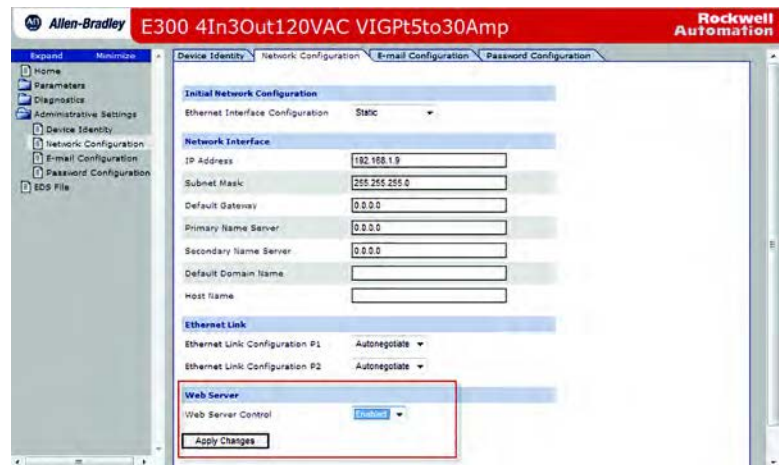 Allen-Bradley
E300 4In3Out120VAC VIGPt5to30Amp
Rockwell
Automation
Expand Minimize
Home
Parameters
Diagnostics
Administrative Settings
Device Identity
Network Configuration
E-mail Configuration
Password Configuration
EDS File
Device Identity Network Configuration E-mail Configuration Password Configuration
Initial Network Configuration
Ethernet Interface Configuration Static
Network Interface
IP Address 192.168.1.9
Subnet Mask 255.255.255.0
Default Gateway 0.0.0.0
Primary Name Server 0.0.0.0
Secondary Name Server 0.0.0.0
Default Domain Name
Host Name
Ethernet Link
Ethernet Link Configuration P1 Autonegotiate
Ethernet Link Configuration P2 Autonegotiate
Web Server
Web Server Control Enabled
Apply Changes